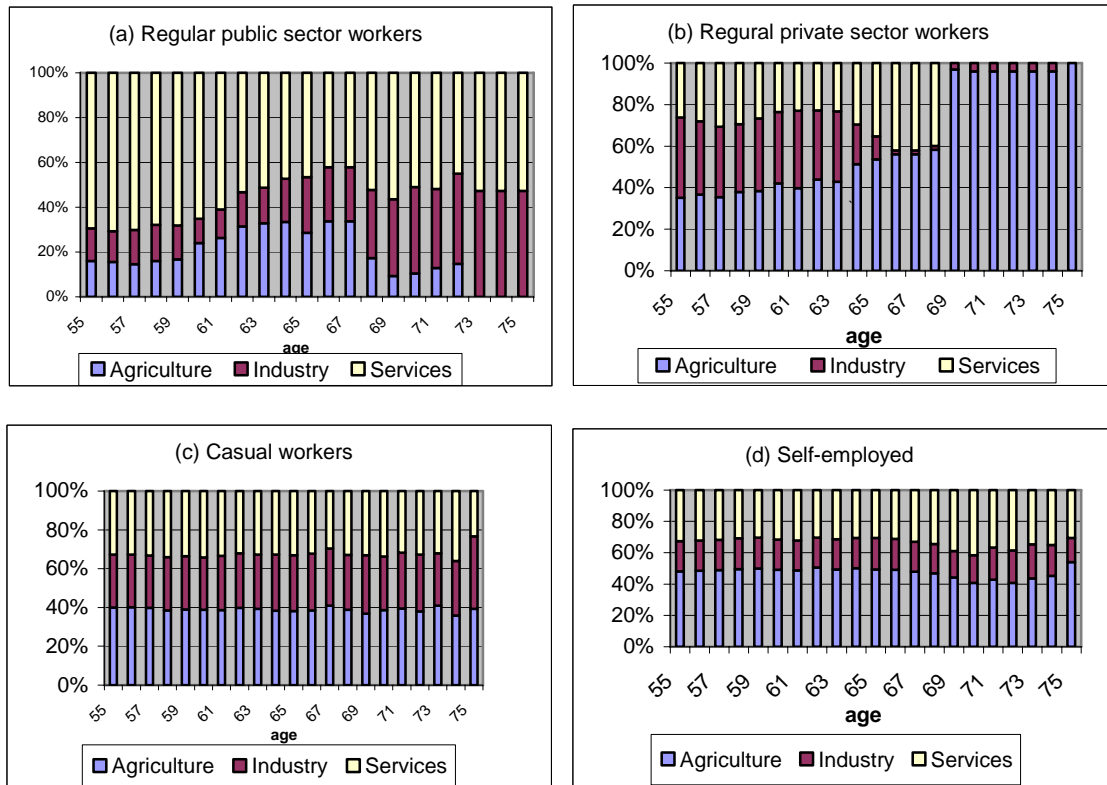 (a) Regular public sector workers
100%
80%
60%
40%
20%
0%
55 57 59 61 63 65 67 69 71 73 75
age
Agriculture Industry Services
(b) Regural private sector workers
100%
80%
60%
40%
20%
0%
55 57 59 61 63 65 67 69 71 73 75
age
Agriculture Industry Services
(c) Casual workers
100%
80%
60%
40%
20%
0%
55 57 59 61 63 65 67 69 71 73 75
age
Agriculture Industry Services
(d) Self-employed
100%
80%
60%
40%
20%
0%
55 57 59 61 63 65 67 69 71 73 75
age
Agriculture Industry Services